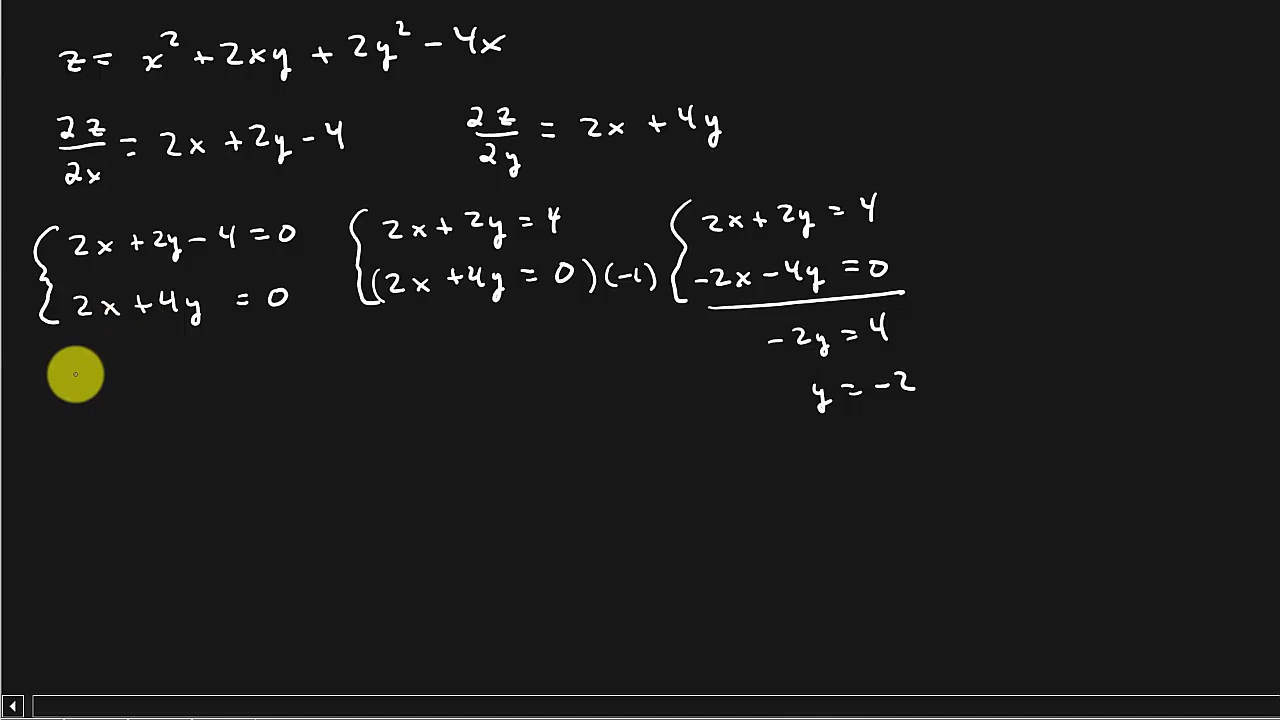 z = x² + 2xy + 2y² - 4x
∂z/∂x = 2x + 2y - 4    ∂z/∂y = 2x + 4y
{ 2x + 2y - 4 = 0    { 2x + 2y = 4    { 2x + 2y = 4
2x + 4y = 0    (2x + 4y = 0)(-1)    -2x - 4y = 0
-2y = 4
y = -2